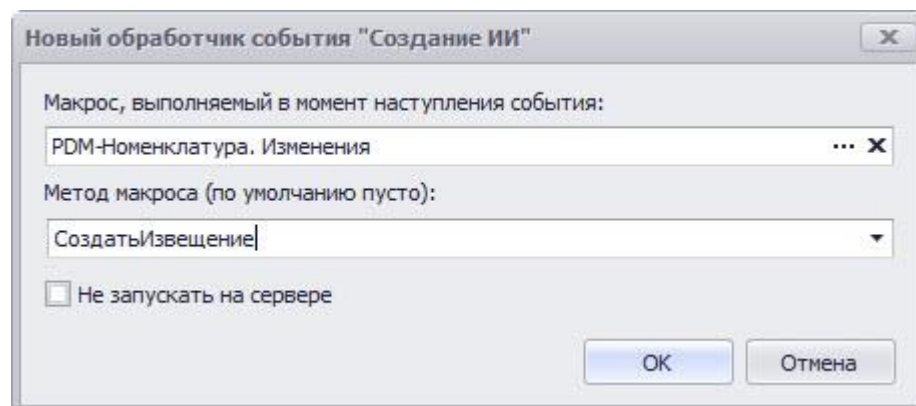 Новый обработчик события "Создание ИИ"
Макрос, выполняемый в момент наступления события:
PDM-Номенклатура. Изменения
Метод макроса (по умолчанию пусто):
СоздатьИзвещение
Не запускать на сервере
ОК Отмена